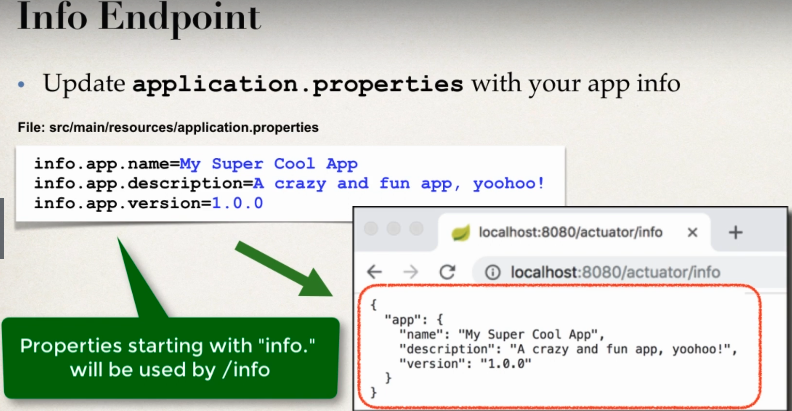 Info Endpoint
• Update application.properties with your app info
File: src/main/resources/application.properties
info.app.name=My Super Cool App
info.app.description=A crazy and fun app, yoohoo!
info.app.version=1.0.0
Properties starting with "info."
will be used by /info
localhost:8080/actuator/info
localhost:8080/actuator/info
{
"app": {
"name": "My Super Cool App",
"description": "A crazy and fun app, yoohoo!",
"version": "1.0.0"
}
}